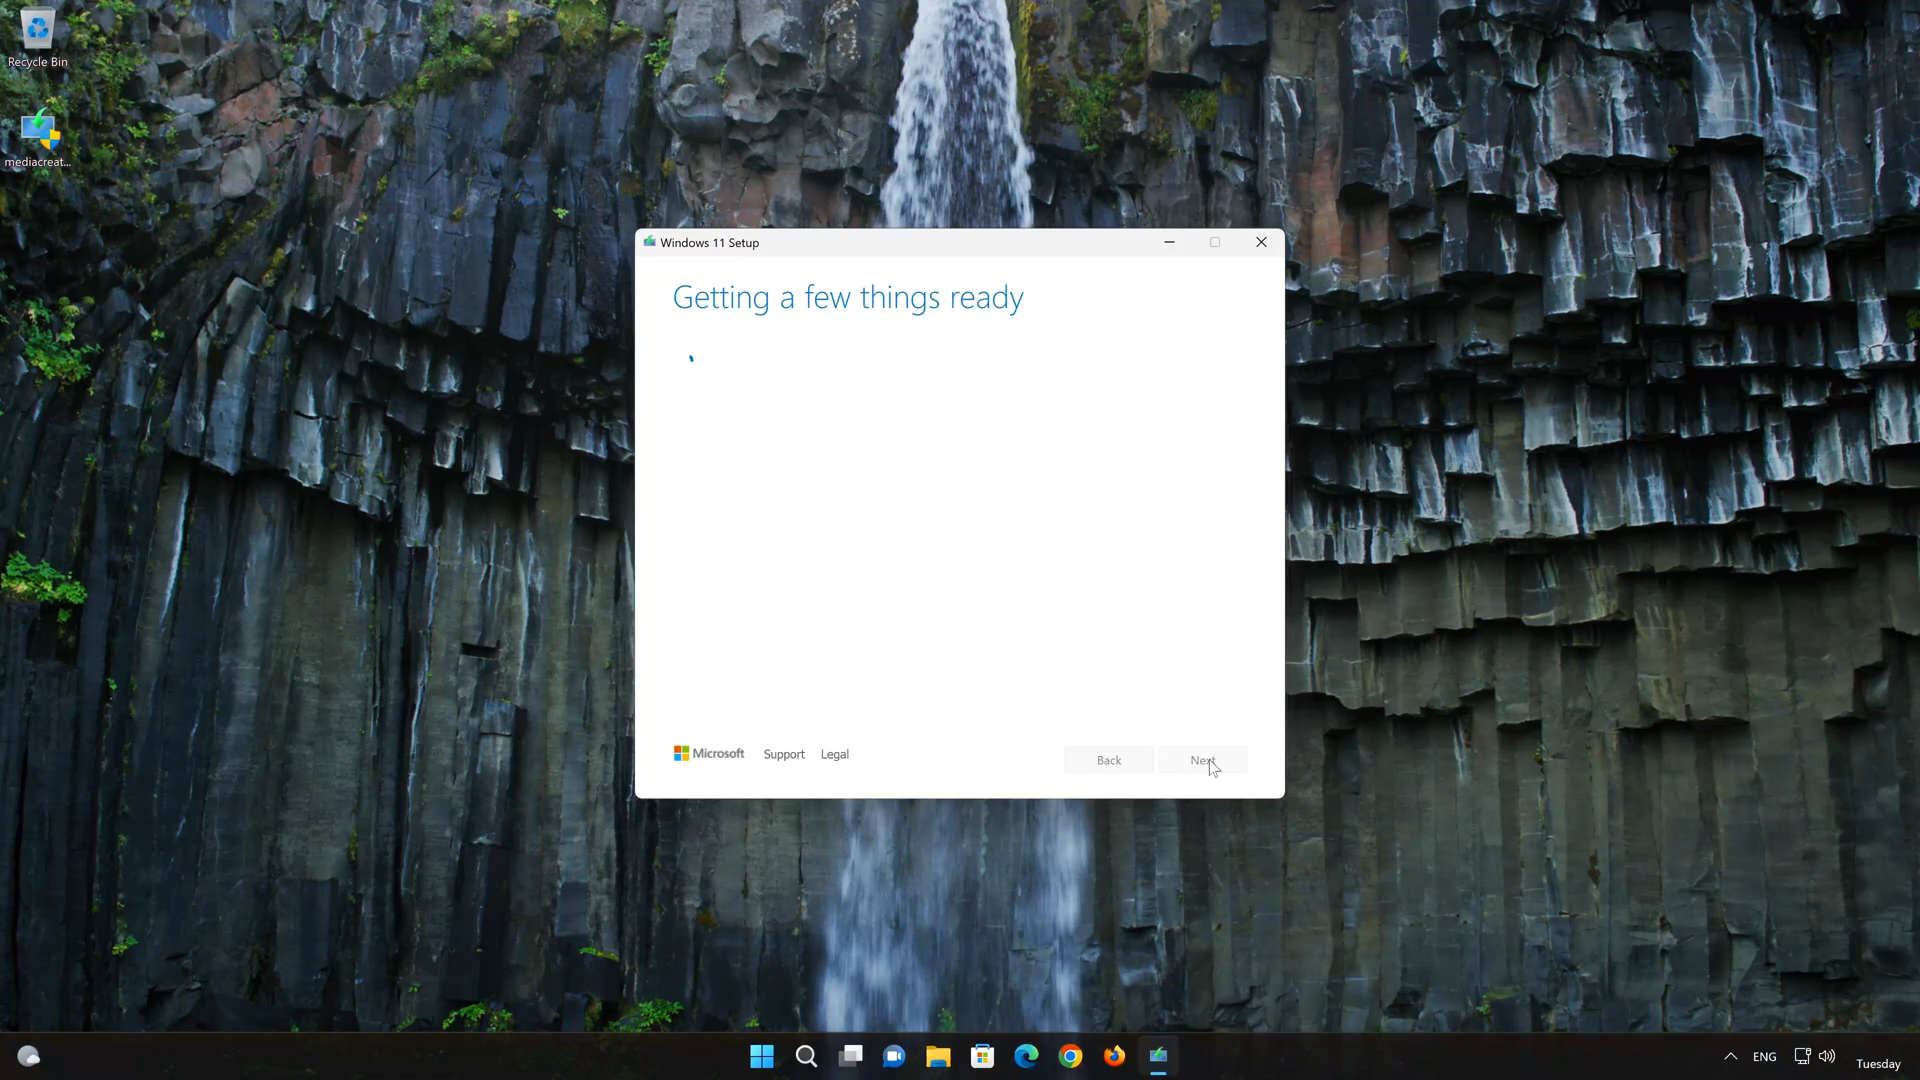 Recycle Bin
mediacreat...
Windows 11 Setup
Getting a few things ready
Microsoft
Support
Legal
Back
Next
ENG
Tuesday